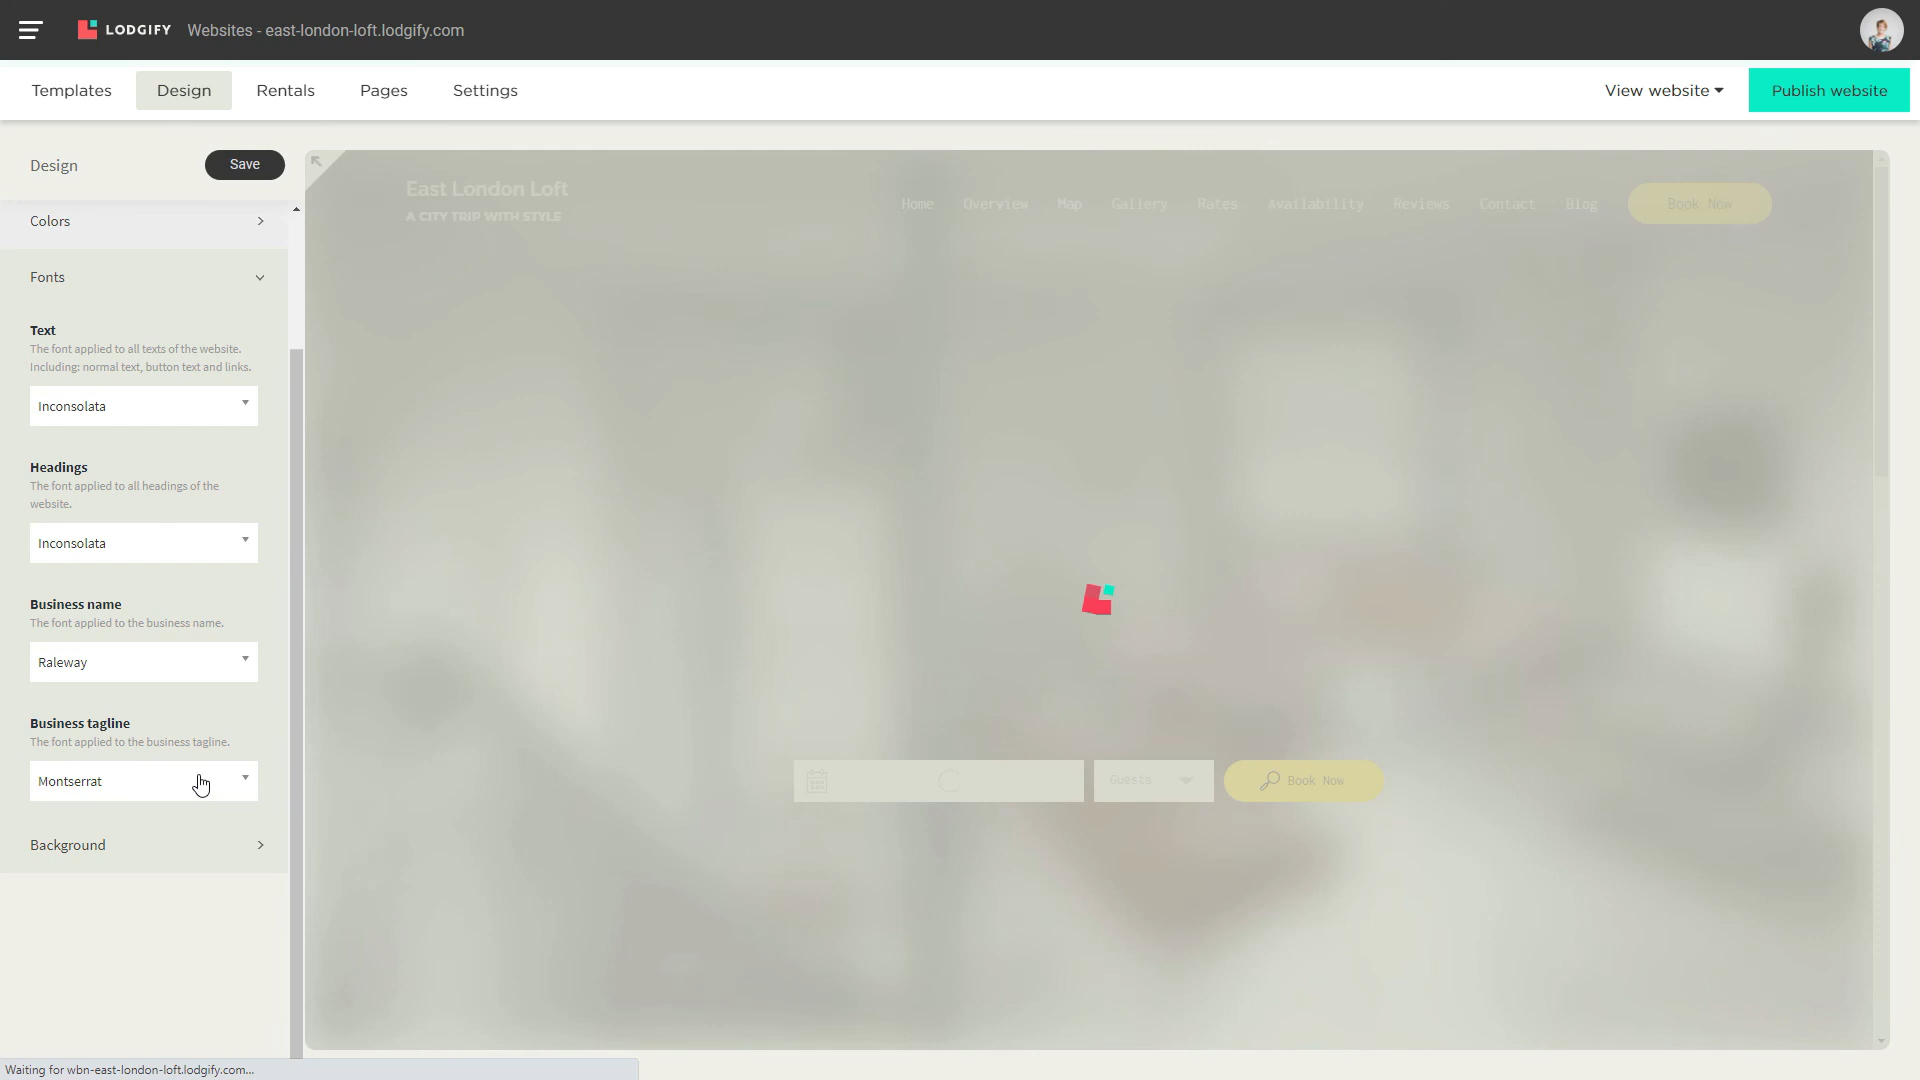 LODGIFY Websites - east-london-loft.lodgify.com
Templates Design Rentals Pages Settings View website Publish website
Design Save
East London Loft
A CITY TRIP WITH STYLE
Home Overview Map Gallery Rates Availability Reviews Contact Blog Book Now
Colors
Fonts
Text
The font applied to all texts of the website.
Including: normal text, button text and links.
Inconsolata
Headings
The font applied to all headings of the
website.
Inconsolata
Business name
The font applied to the business name.
Raleway
Business tagline
The font applied to the business tagline.
Montserrat
Guests Book Now
Background
Waiting for wbn-east-london-loft.lodgify.com...